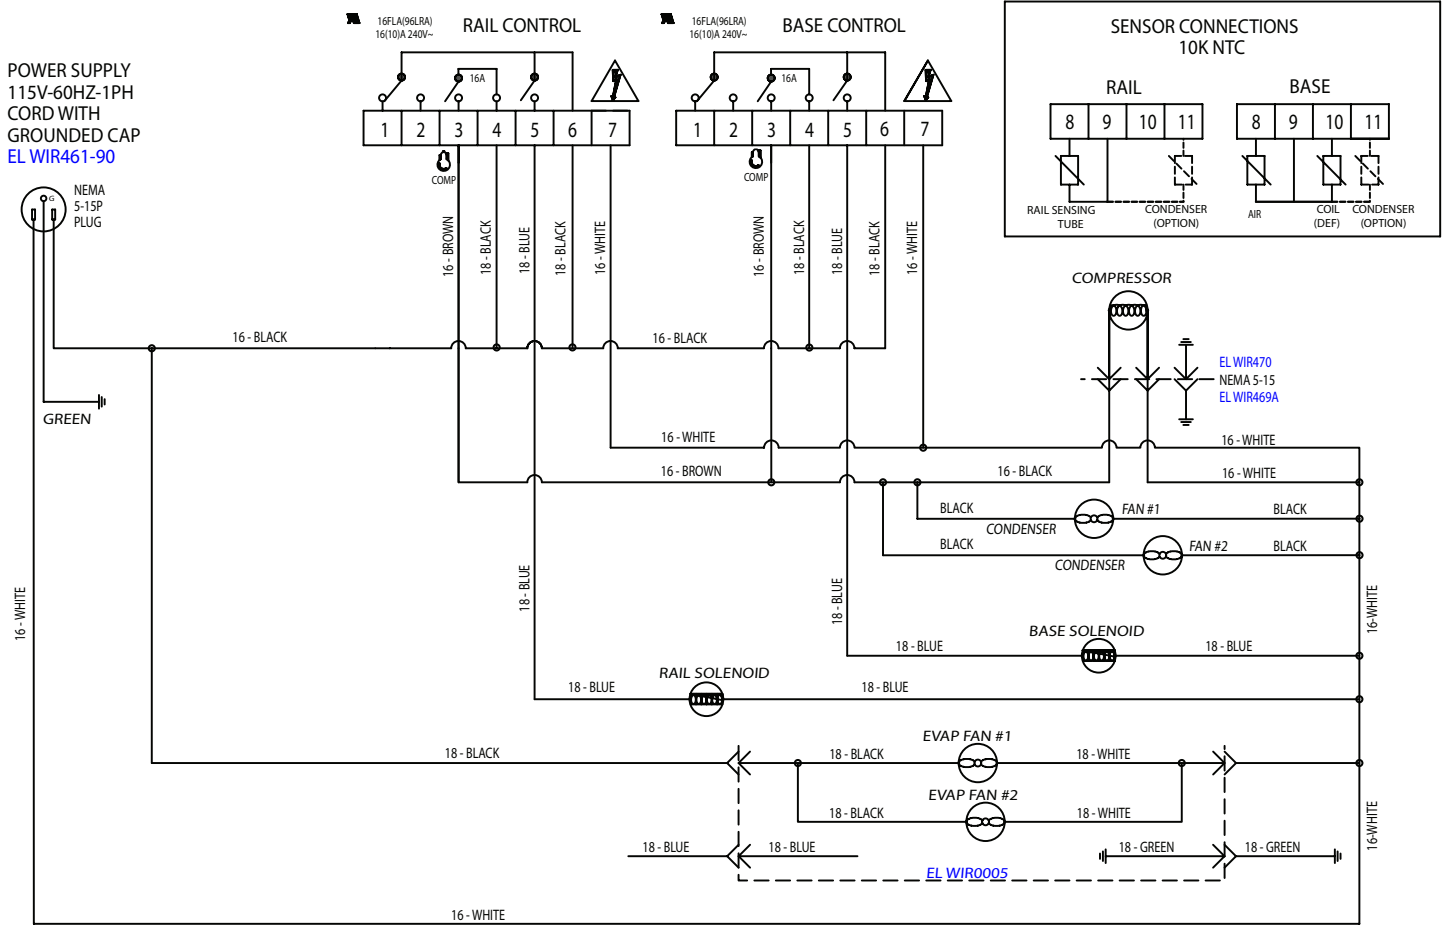 POWER SUPPLY
115V-60HZ-1PH
CORD WITH
GROUNDED CAP
EL WIR461-90
NEMA
5-15P
PLUG
G
GREEN
16FLA(96LRA)
16(10)A 240V~
RAIL CONTROL
16A
1 2 3 4 5 6 7
COMP
16 - BROWN
18 - BLACK
18 - BLUE
18 - BLACK
16 - WHITE
16FLA(96LRA)
16(10)A 240V~
BASE CONTROL
16A
1 2 3 4 5 6 7
COMP
16 - BROWN
18 - BLACK
18 - BLUE
18 - BLACK
16 - WHITE
SENSOR CONNECTIONS
10K NTC
RAIL
8 9 10 11
RAIL SENSING
TUBE
CONDENSER
(OPTION)
BASE
8 9 10 11
AIR
COIL
(DEF)
CONDENSER
(OPTION)
COMPRESSOR
EL WIR470
NEMA 5-15
EL WIR469A
16 - BLACK
16 - BLACK
16 - WHITE
16 - WHITE
16 - BROWN
16 - BLACK
16 - WHITE
BLACK
FAN #1
BLACK
CONDENSER
BLACK
FAN #2
BLACK
CONDENSER
16 - WHITE
18 - BLUE
18 - BLUE
16-WHITE
BASE SOLENOID
18 - BLUE
18 - BLUE
RAIL SOLENOID
18 - BLUE
18 - BLUE
18 - BLACK
EVAP FAN #1
18 - BLACK
18 - WHITE
EVAP FAN #2
18 - BLACK
18 - WHITE
16-WHITE
18 - BLUE
18 - BLUE
18 - GREEN
18 - GREEN
EL WIR0005
16 - WHITE